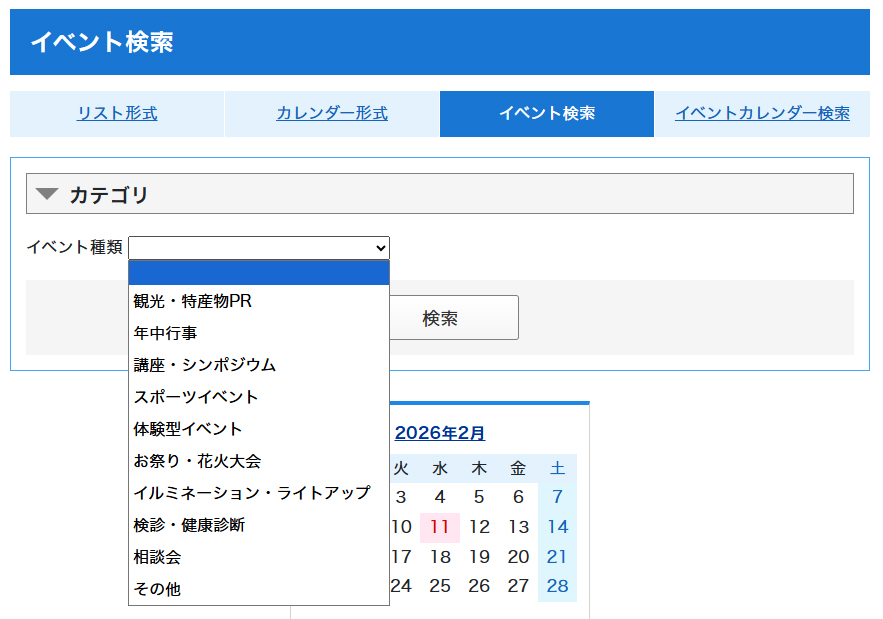 イベント検索
リスト形式 カレンダー形式 イベント検索 イベントカレンダー検索
カテゴリ
イベント種類
観光・特産物PR
検索
年中行事
講座・シンポジウム
スポーツイベント
体験型イベント
お祭り・花火大会
イルミネーション・ライトアップ
検診・健康診断
相談会
その他
2026年2月
火 水 木 金 土
3 4 5 6 7
10 11 12 13 14
17 18 19 20 21
24 25 26 27 28